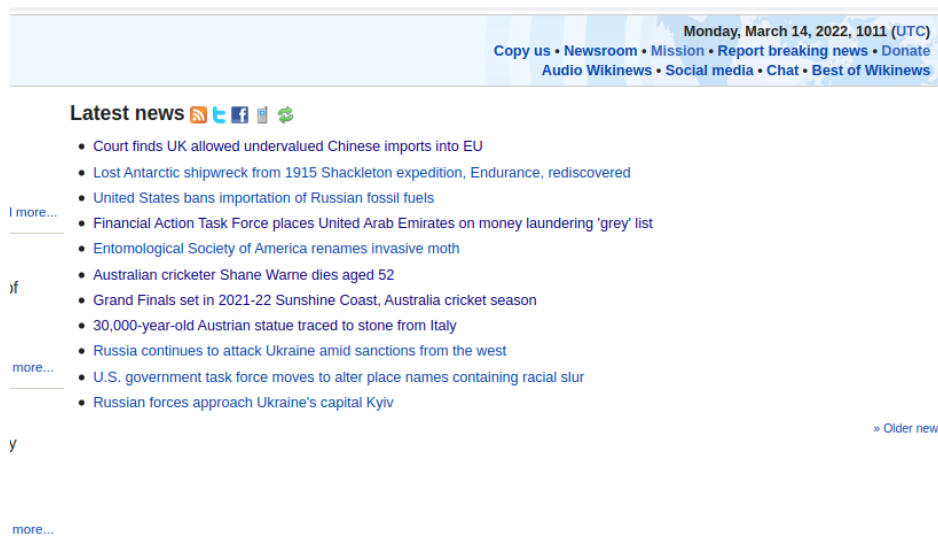 Monday, March 14, 2022, 1011 (UTC)
Copy us • Newsroom • Mission • Report breaking news • Donate
Audio Wikinews • Social media • Chat • Best of Wikinews
Latest news
• Court finds UK allowed undervalued Chinese imports into EU
• Lost Antarctic shipwreck from 1915 Shackleton expedition, Endurance, rediscovered
• United States bans importation of Russian fossil fuels
more...
• Financial Action Task Force places United Arab Emirates on money laundering 'grey' list
• Entomological Society of America renames invasive moth
• Australian cricketer Shane Warne dies aged 52
of
• Grand Finals set in 2021-22 Sunshine Coast, Australia cricket season
• 30,000-year-old Austrian statue traced to stone from Italy
• Russia continues to attack Ukraine amid sanctions from the west
more...
• U.S. government task force moves to alter place names containing racial slur
• Russian forces approach Ukraine's capital Kyiv
» Older new
y
more...